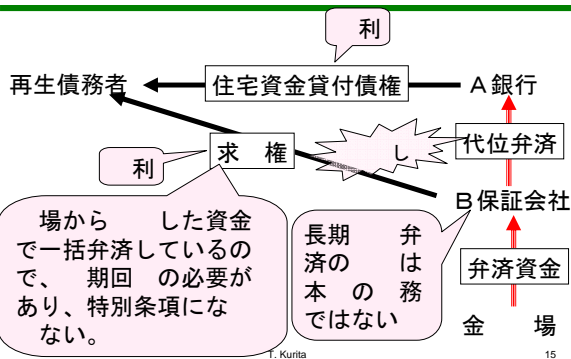 利
再生債務者
住宅資金貸付債権
A銀行
求 権
し
代位弁済
利
B保証会社
場から した資金
で一括弁済しているの
で、 期回 の必要が
あり、特別条項にな
ない。
長期 弁
済の は
本 の 務
ではない
弁済資金
金 場
T. Kurita
15